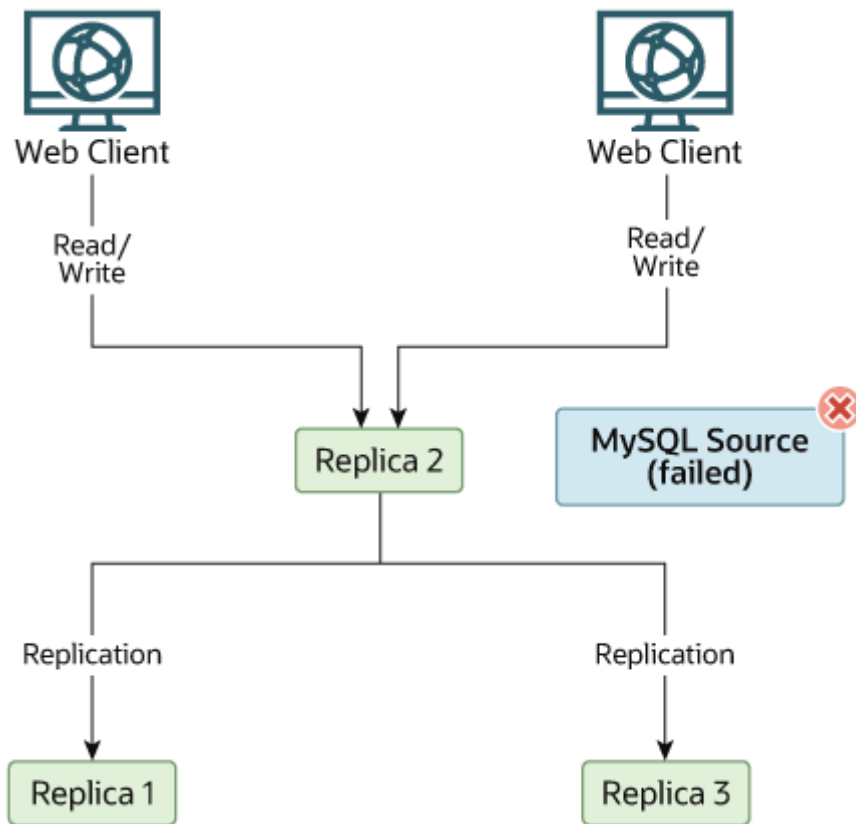 Web Client
Web Client
Read/
Write
Read/
Write
Replica 2
MySQL Source
(failed)
Replication
Replication
Replica 1
Replica 3